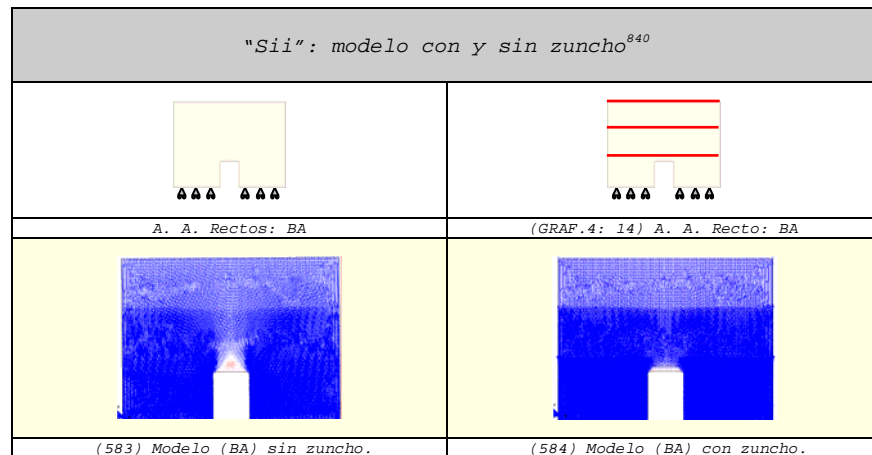 "Sii": modelo con y sin zuncho840
A. A. Rectos: BA
(GRAF.4: 14) A. A. Recto: BA
(583) Modelo (BA) sin zuncho.
(584) Modelo (BA) con zuncho.